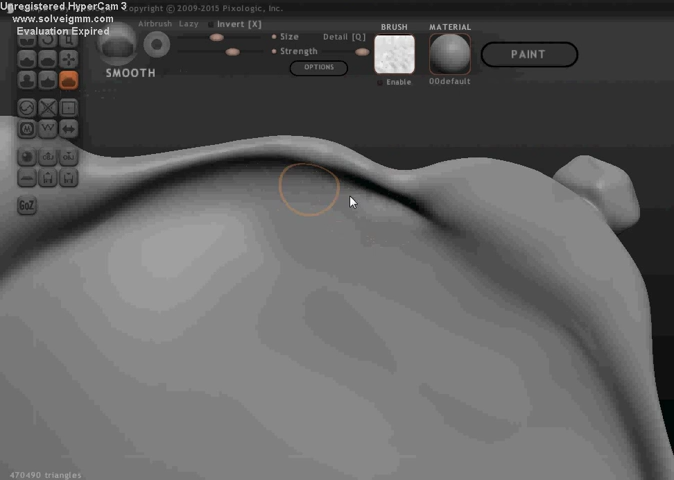 Unregistered HyperCam 3
www.solveigmm.com
Evaluation Expired
Copyright © 2009-2015 Pixologic, Inc.
Airbrush Lazy Invert [X]
Size Detail [Q]
Strength
OPTIONS
SMOOTH
BRUSH
Enable
MATERIAL
00default
PAINT
GoZ
470490 triangles